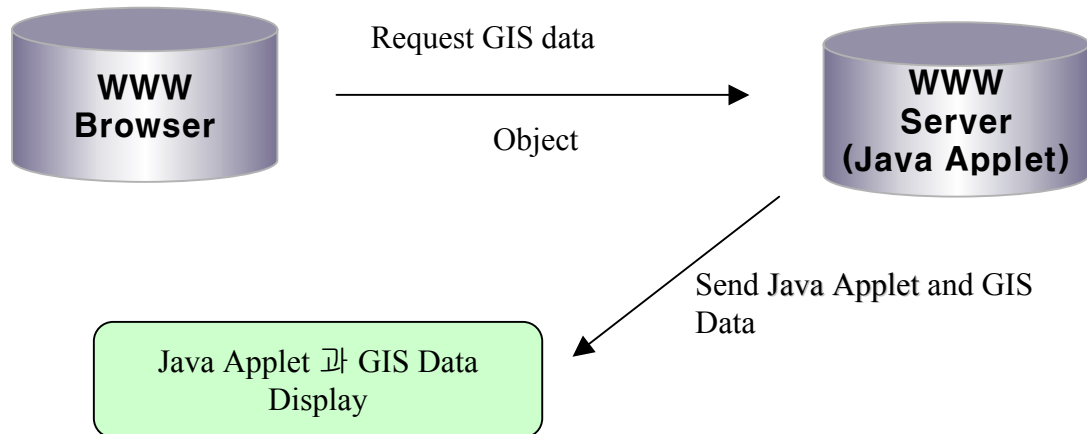 Request GIS data
WWW
Browser
Object
WWW
Server
(Java Applet)
Send Java Applet and GIS
Data
Java Applet 과 GIS Data
Display